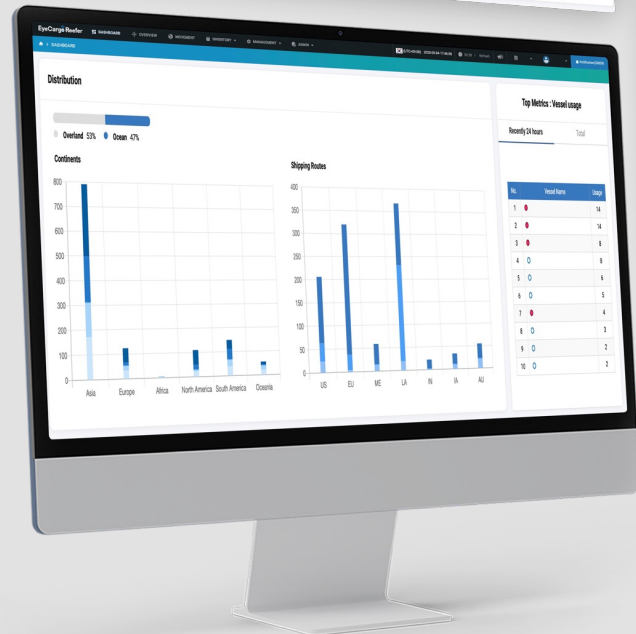 EyeCargo Reefer DASHBOARD OVERVIEW MOVEMENT INVENTORY MANAGEMENT ADMIN
> DASHBOARD
Distribution
Overland 53% Ocean 47%
Continents
800
700
600
500
400
300
200
100
0
Asia Europe Africa North America South America Oceania
Shipping Routes
400
350
300
250
200
150
100
50
0
US EU ME LA IN IA AU
Top Metrics : Vessel usage
Recently 24 hours Total
No. Vessel Name Usage
1 14
2 14
3 8
4 8
5 6
6 5
7 4
8 3
9 2
10 2